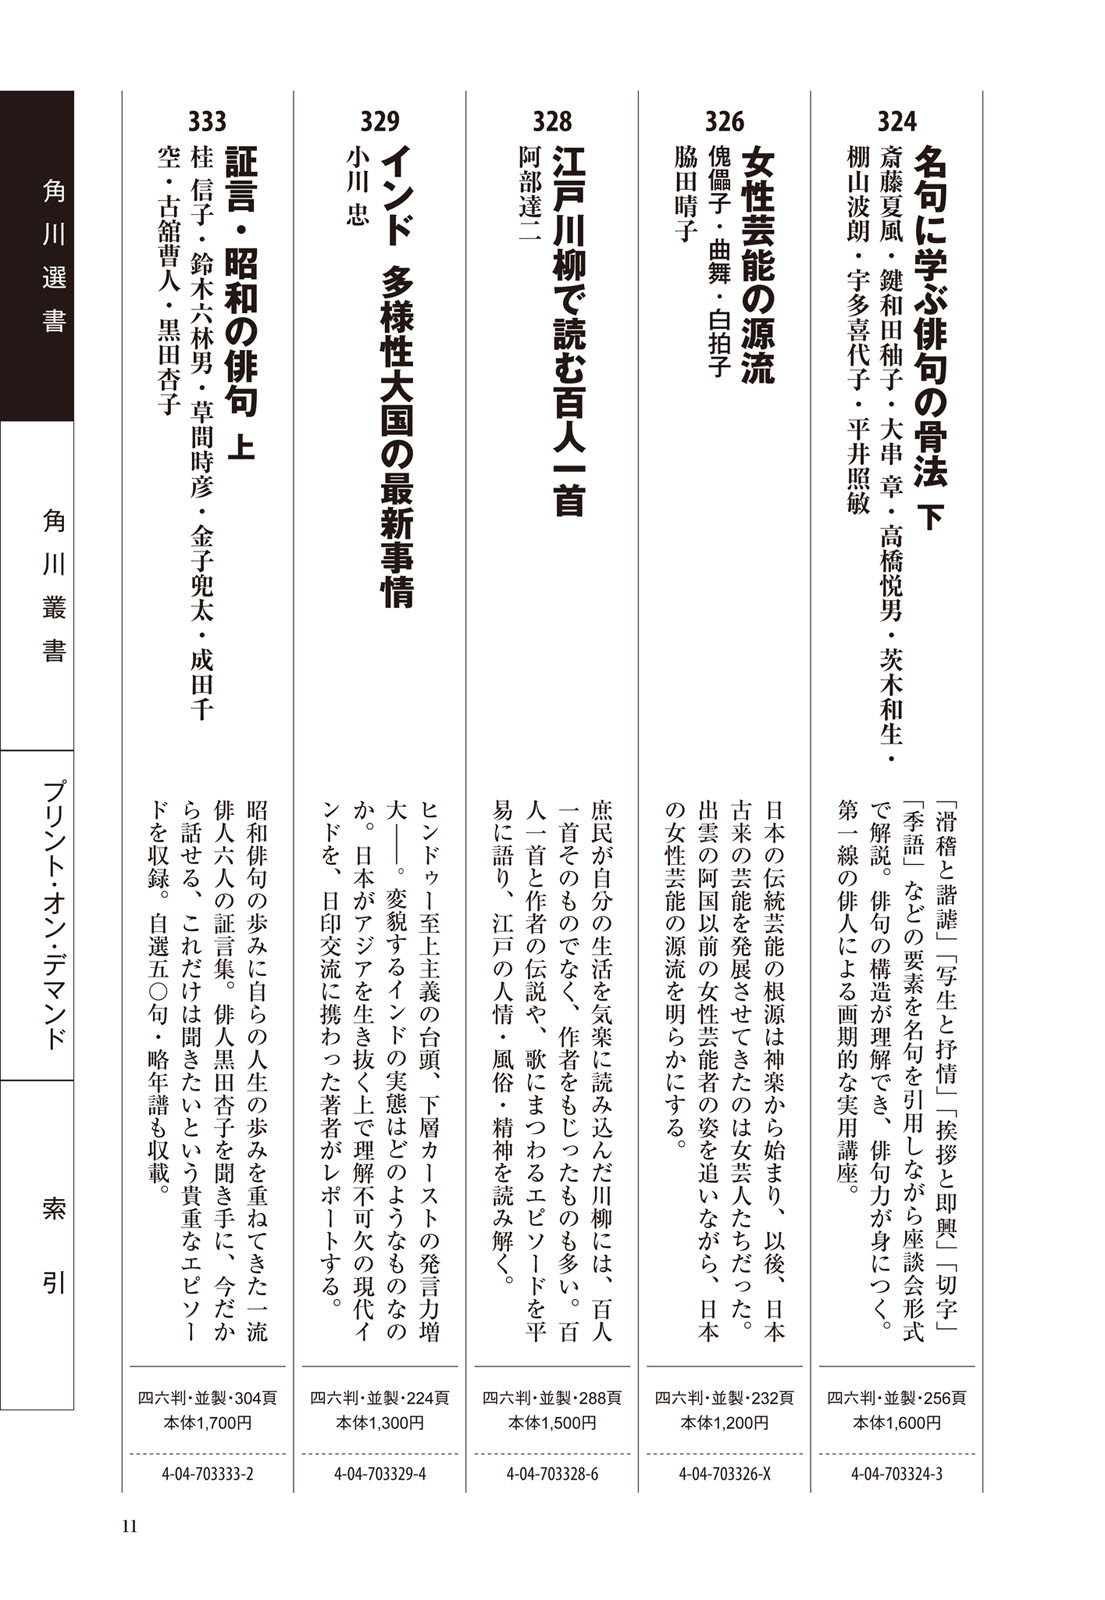 324
名句に学ぶ俳句の骨法 下
斎藤夏風・鍵和田秞子・大串 章・高橋悦男・茨木和生・
棚山波朗・宇多喜代子・平井照敏
「滑稽と諧謔」「写生と抒情」「挨拶と即興」「切字」
「季語」などの要素を名句を引用しながら座談会形式
で解説。俳句の構造が理解でき、俳句力が身につく。
第一線の俳人による画期的な実用講座。
四六判・並製・256頁
本体1,600円
4-04-703324-3
326
女性芸能の源流
傀儡子・曲舞・白拍子
脇田晴子
日本の伝統芸能の根源は神楽から始まり、以後、日本
古来の芸能を発展させてきたのは女芸人たちだった。
出雲の阿国以前の女性芸能者の姿を追いながら、日本
の女性芸能の源流を明らかにする。
四六判・並製・232頁
本体1,200円
4-04-703326-X
328
江戸川柳で読む百人一首
阿部達二
庶民が自分の生活を気楽に読み込んだ川柳には、百人
一首そのものでなく、作者をもじったものも多い。百
人一首と作者の伝説や、歌にまつわるエピソードを平
易に語り、江戸の人情・風俗・精神を読み解く。
四六判・並製・288頁
本体1,500円
4-04-703328-6
329
インド 多様性大国の最新事情
小川 忠
ヒンドゥー至上主義の台頭、下層カーストの発言力増
大――。変貌するインドの実態はどのようなものなの
か。日本がアジアを生き抜く上で理解不可欠の現代イ
ンドを、日印交流に携わった著者がレポートする。
四六判・並製・224頁
本体1,300円
4-04-703329-4
333
証言・昭和の俳句 上
桂 信子・鈴木六林男・草間時彦・金子兜太・成田千
空・古舘曹人・黒田杏子
昭和俳句の歩みに自らの人生の歩みを重ねてきた一流
俳人六人の証言集。俳人黒田杏子を聞き手に、今だか
ら話せる、これだけは聞きたいという貴重なエピソー
ドを収録。自選五〇句・略年譜も収載。
四六判・並製・304頁
本体1,700円
4-04-703333-2
角川選書
角川叢書
プリント・オン・デマンド
索引
11